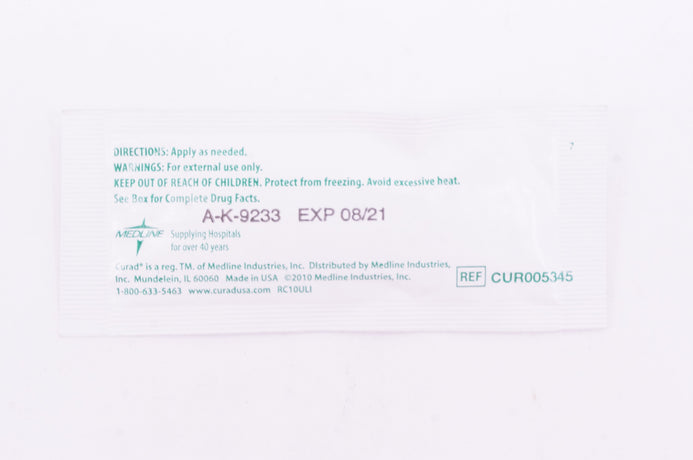 DIRECTIONS: Apply as needed.
WARNINGS: For external use only.
KEEP OUT OF REACH OF CHILDREN. Protect from freezing. Avoid excessive heat.
See Box for Complete Drug Facts.
A-K-9233 EXP 08/21
MEDLINE Supplying Hospitals
for over 40 years
Curad® is a reg. TM. of Medline Industries, Inc. Distributed by Medline Industries,
Inc. Mundelein, IL 60060 Made in USA ©2010 Medline Industries, Inc.
1-800-633-5463 www.curadusa.com RC10ULI
REF CUR005345